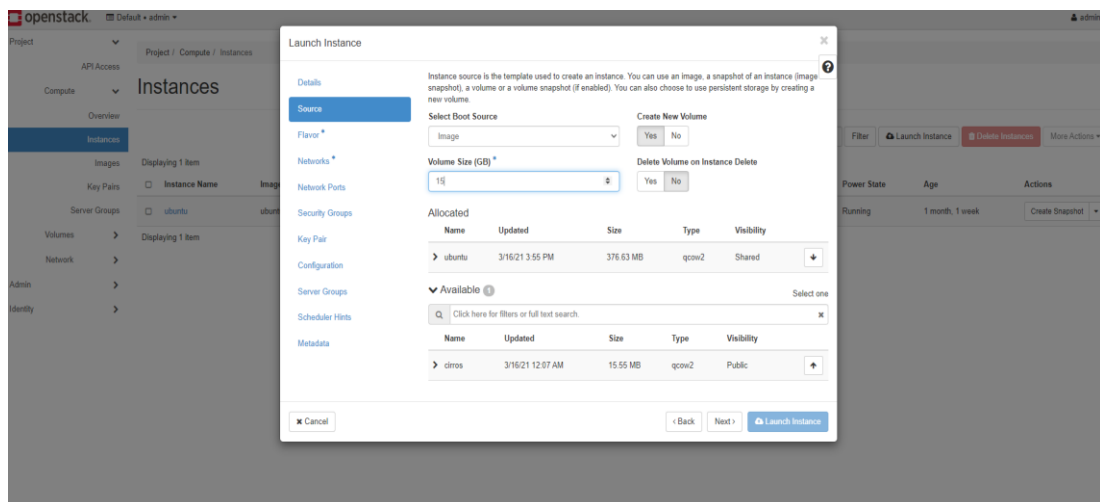 openstack. Default • admin
admin
Project
API Access
Compute
Overview
Instances
Images
Key Pairs
Server Groups
Volumes
Network
Admin
Identity
Project / Compute / Instances
Instances
Filter Launch Instance Delete Instances More Actions
Displaying 1 item
Instance Name Image Power State Age Actions
ubuntu ubunt Running 1 month, 1 week Create Snapshot
Displaying 1 item
Launch Instance
Details
Source
Flavor *
Networks *
Network Ports
Security Groups
Key Pair
Configuration
Server Groups
Scheduler Hints
Metadata
Instance source is the template used to create an instance. You can use an image, a snapshot of an instance (image
snapshot), a volume or a volume snapshot (if enabled). You can also choose to use persistent storage by creating a
new volume.
Select Boot Source Create New Volume
Image Yes No
Volume Size (GB) * Delete Volume on Instance Delete
15 Yes No
Allocated
Name Updated Size Type Visibility
ubuntu 3/16/21 3:55 PM 376.63 MB qcow2 Shared
Available 1 Select one
Click here for filters or full text search.
Name Updated Size Type Visibility
cirros 3/16/21 12:07 AM 15.55 MB qcow2 Public
Cancel < Back Next > Launch Instance